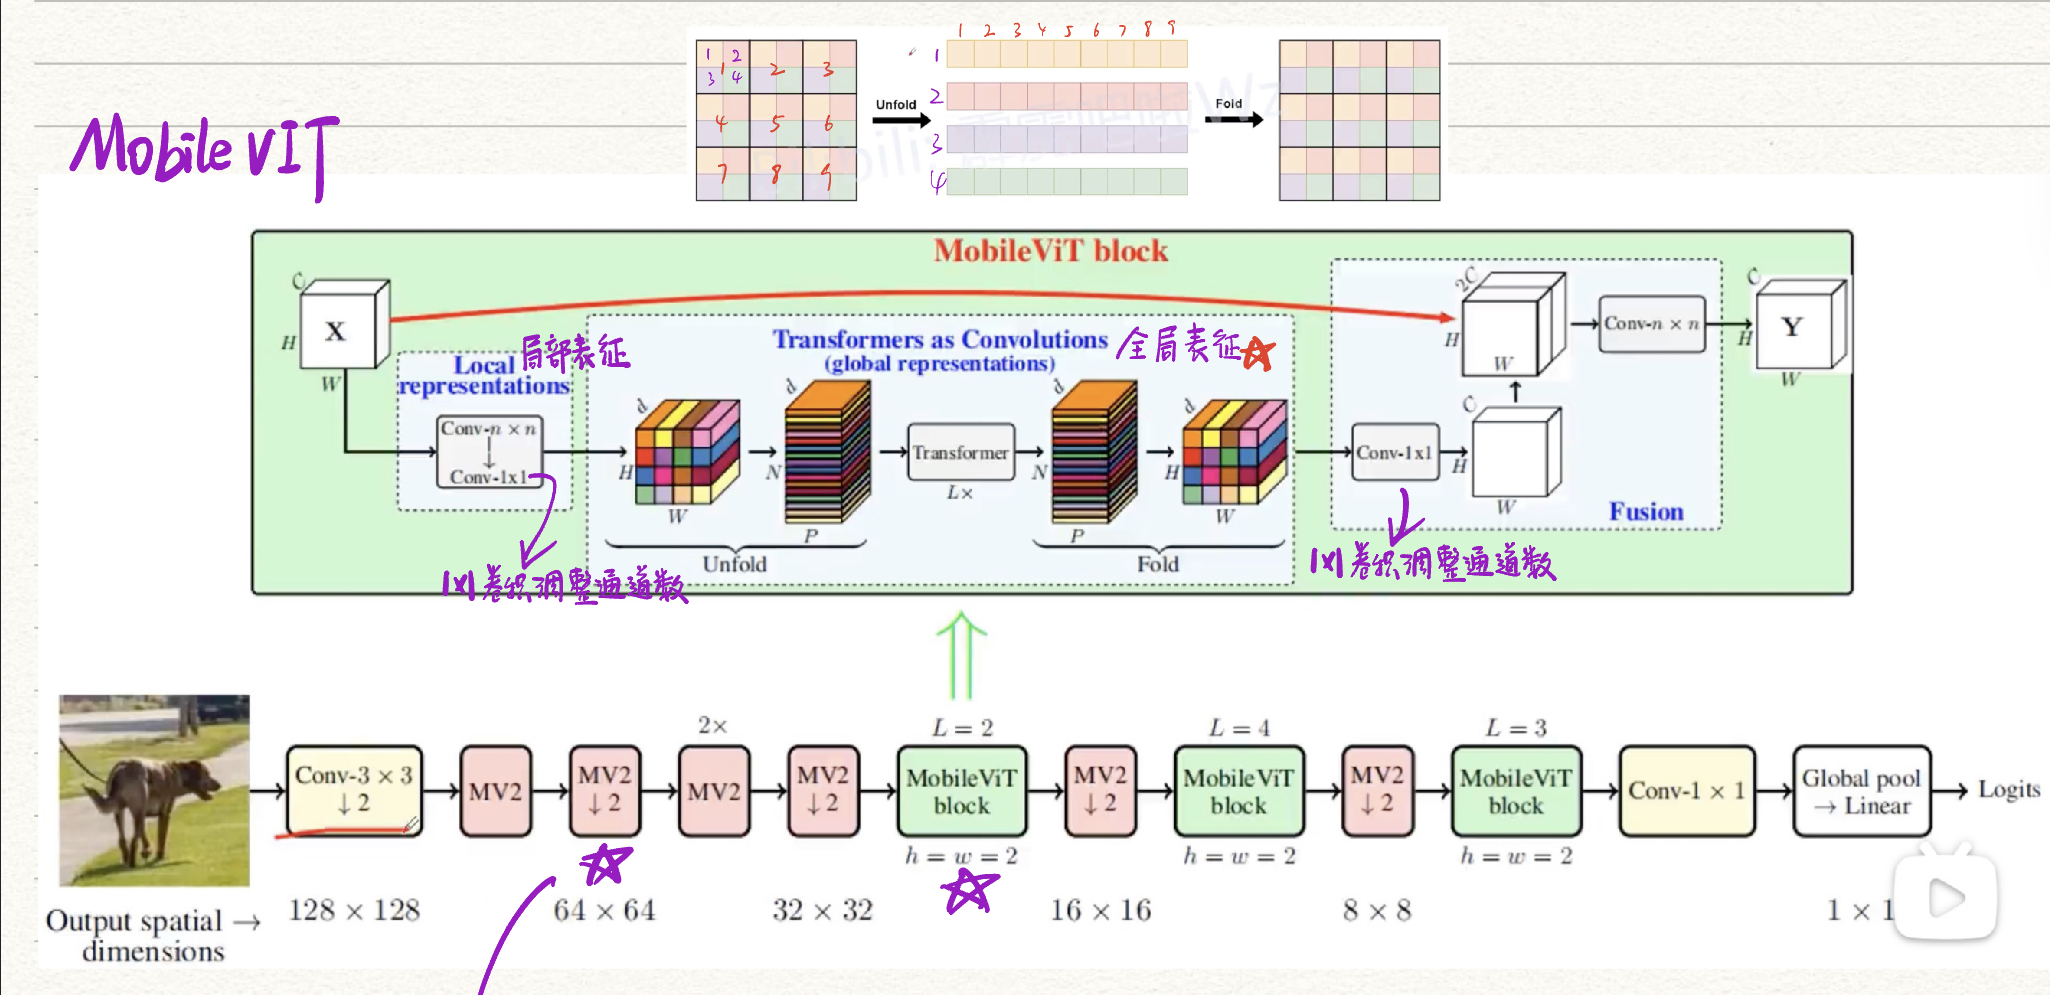 1 2 3 4 5 6 7 8 9
1 2
3 4
1 2 3
4 5 6
7 8 9
Unfold
1
2
3
4
Fold
Mobile VIT
MobileViT block
C
H
X
W
Local
representations
局部表征
Conv-n × n
↓
Conv-1x1
1×1卷积调整通道数
Transformers as Convolutions
(global representations)
全局表征
d
H
W
d
N
P
Unfold
Transformer
L×
d
N
P
d
H
W
Fold
Conv-1x1
1×1卷积调整通道数
C
H
W
2C
H
W
Conv-n × n
Fusion
C
H
Y
W
2×
L = 2
L = 4
L = 3
Conv-3 × 3
↓ 2
MV2
MV2
↓ 2
MV2
MV2
↓ 2
MobileViT
block
MV2
↓ 2
MobileViT
block
MV2
↓ 2
MobileViT
block
Conv-1 × 1
Global pool
→ Linear
Logits
h = w = 2
h = w = 2
h = w = 2
Output spatial →
dimensions
128 × 128
64 × 64
32 × 32
16 × 16
8 × 8
1 × 1